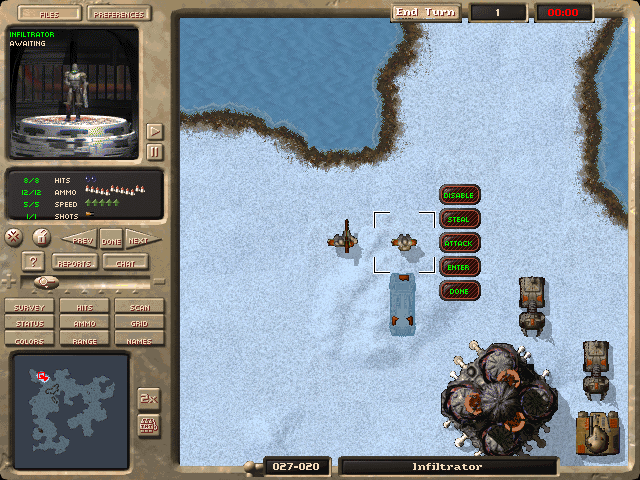 FILES PREFERENCES End Turn 1 00:00
INFILTRATOR
AWAITING
8/8 HITS
12/12 AMMO
5/5 SPEED
1/1 SHOTS
PREV DONE NEXT
? REPORTS CHAT
SURVEY HITS SCAN
STATUS AMMO GRID
COLORS RANGE NAMES
2x
DISABLE
STEAL
ATTACK
ENTER
DONE
027-020 Infiltrator